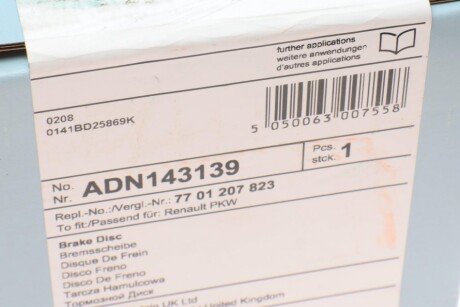 further applications
weitere anwendungen
d'autres applications
0208
0141BD25869K
5 050063 007558
No.
Nr. ADN143139
Pcs.
stck. 1
Repl.-No.:/Vergl.-Nr.: 77 01 207 823
To fit:/Passend für: Renault PKW
Brake Disc
Bremsscheibe
Disque De Frein
Disco Freno
Disco De Freno
Tarcza Hamulcowa
Тормозной Диск
UK Ltd
United Kingdom